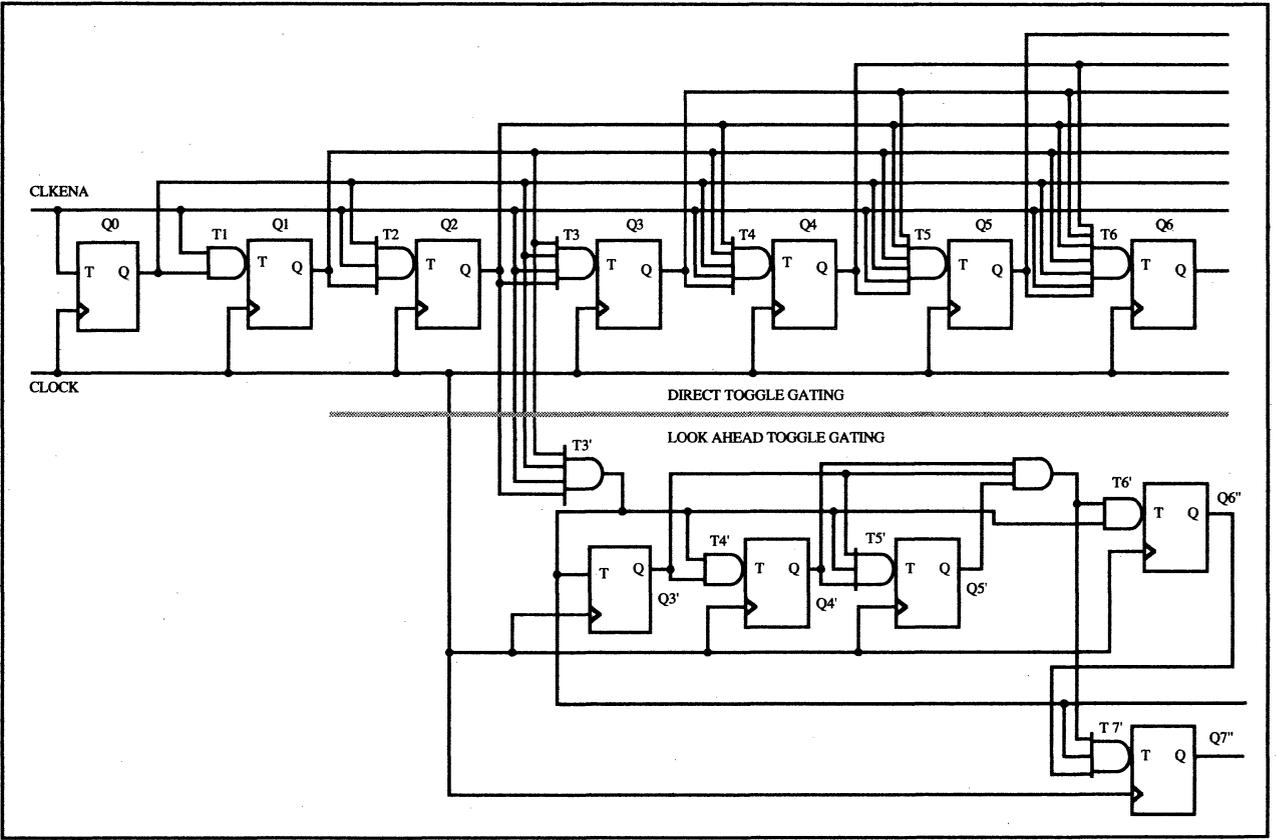 CLKENA
Q0
T1
Q1
T2
Q2
T3
Q3
T4
Q4
T5
Q5
T6
Q6
T Q
T Q
T Q
T Q
T Q
T Q
T Q
CLOCK
DIRECT TOGGLE GATING
LOOK AHEAD TOGGLE GATING
T3'
T6'
T Q
Q6"
T4'
T5'
T Q
Q3'
T Q
Q4'
T Q
Q5'
T 7'
T Q
Q7"